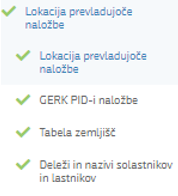 Lokacija prevladujoče
naložbe
Lokacija prevladujoče
naložbe
GERK PID-i naložbe
Tabela zemljišč
Deleži in nazivi solastnikov
in lastnikov